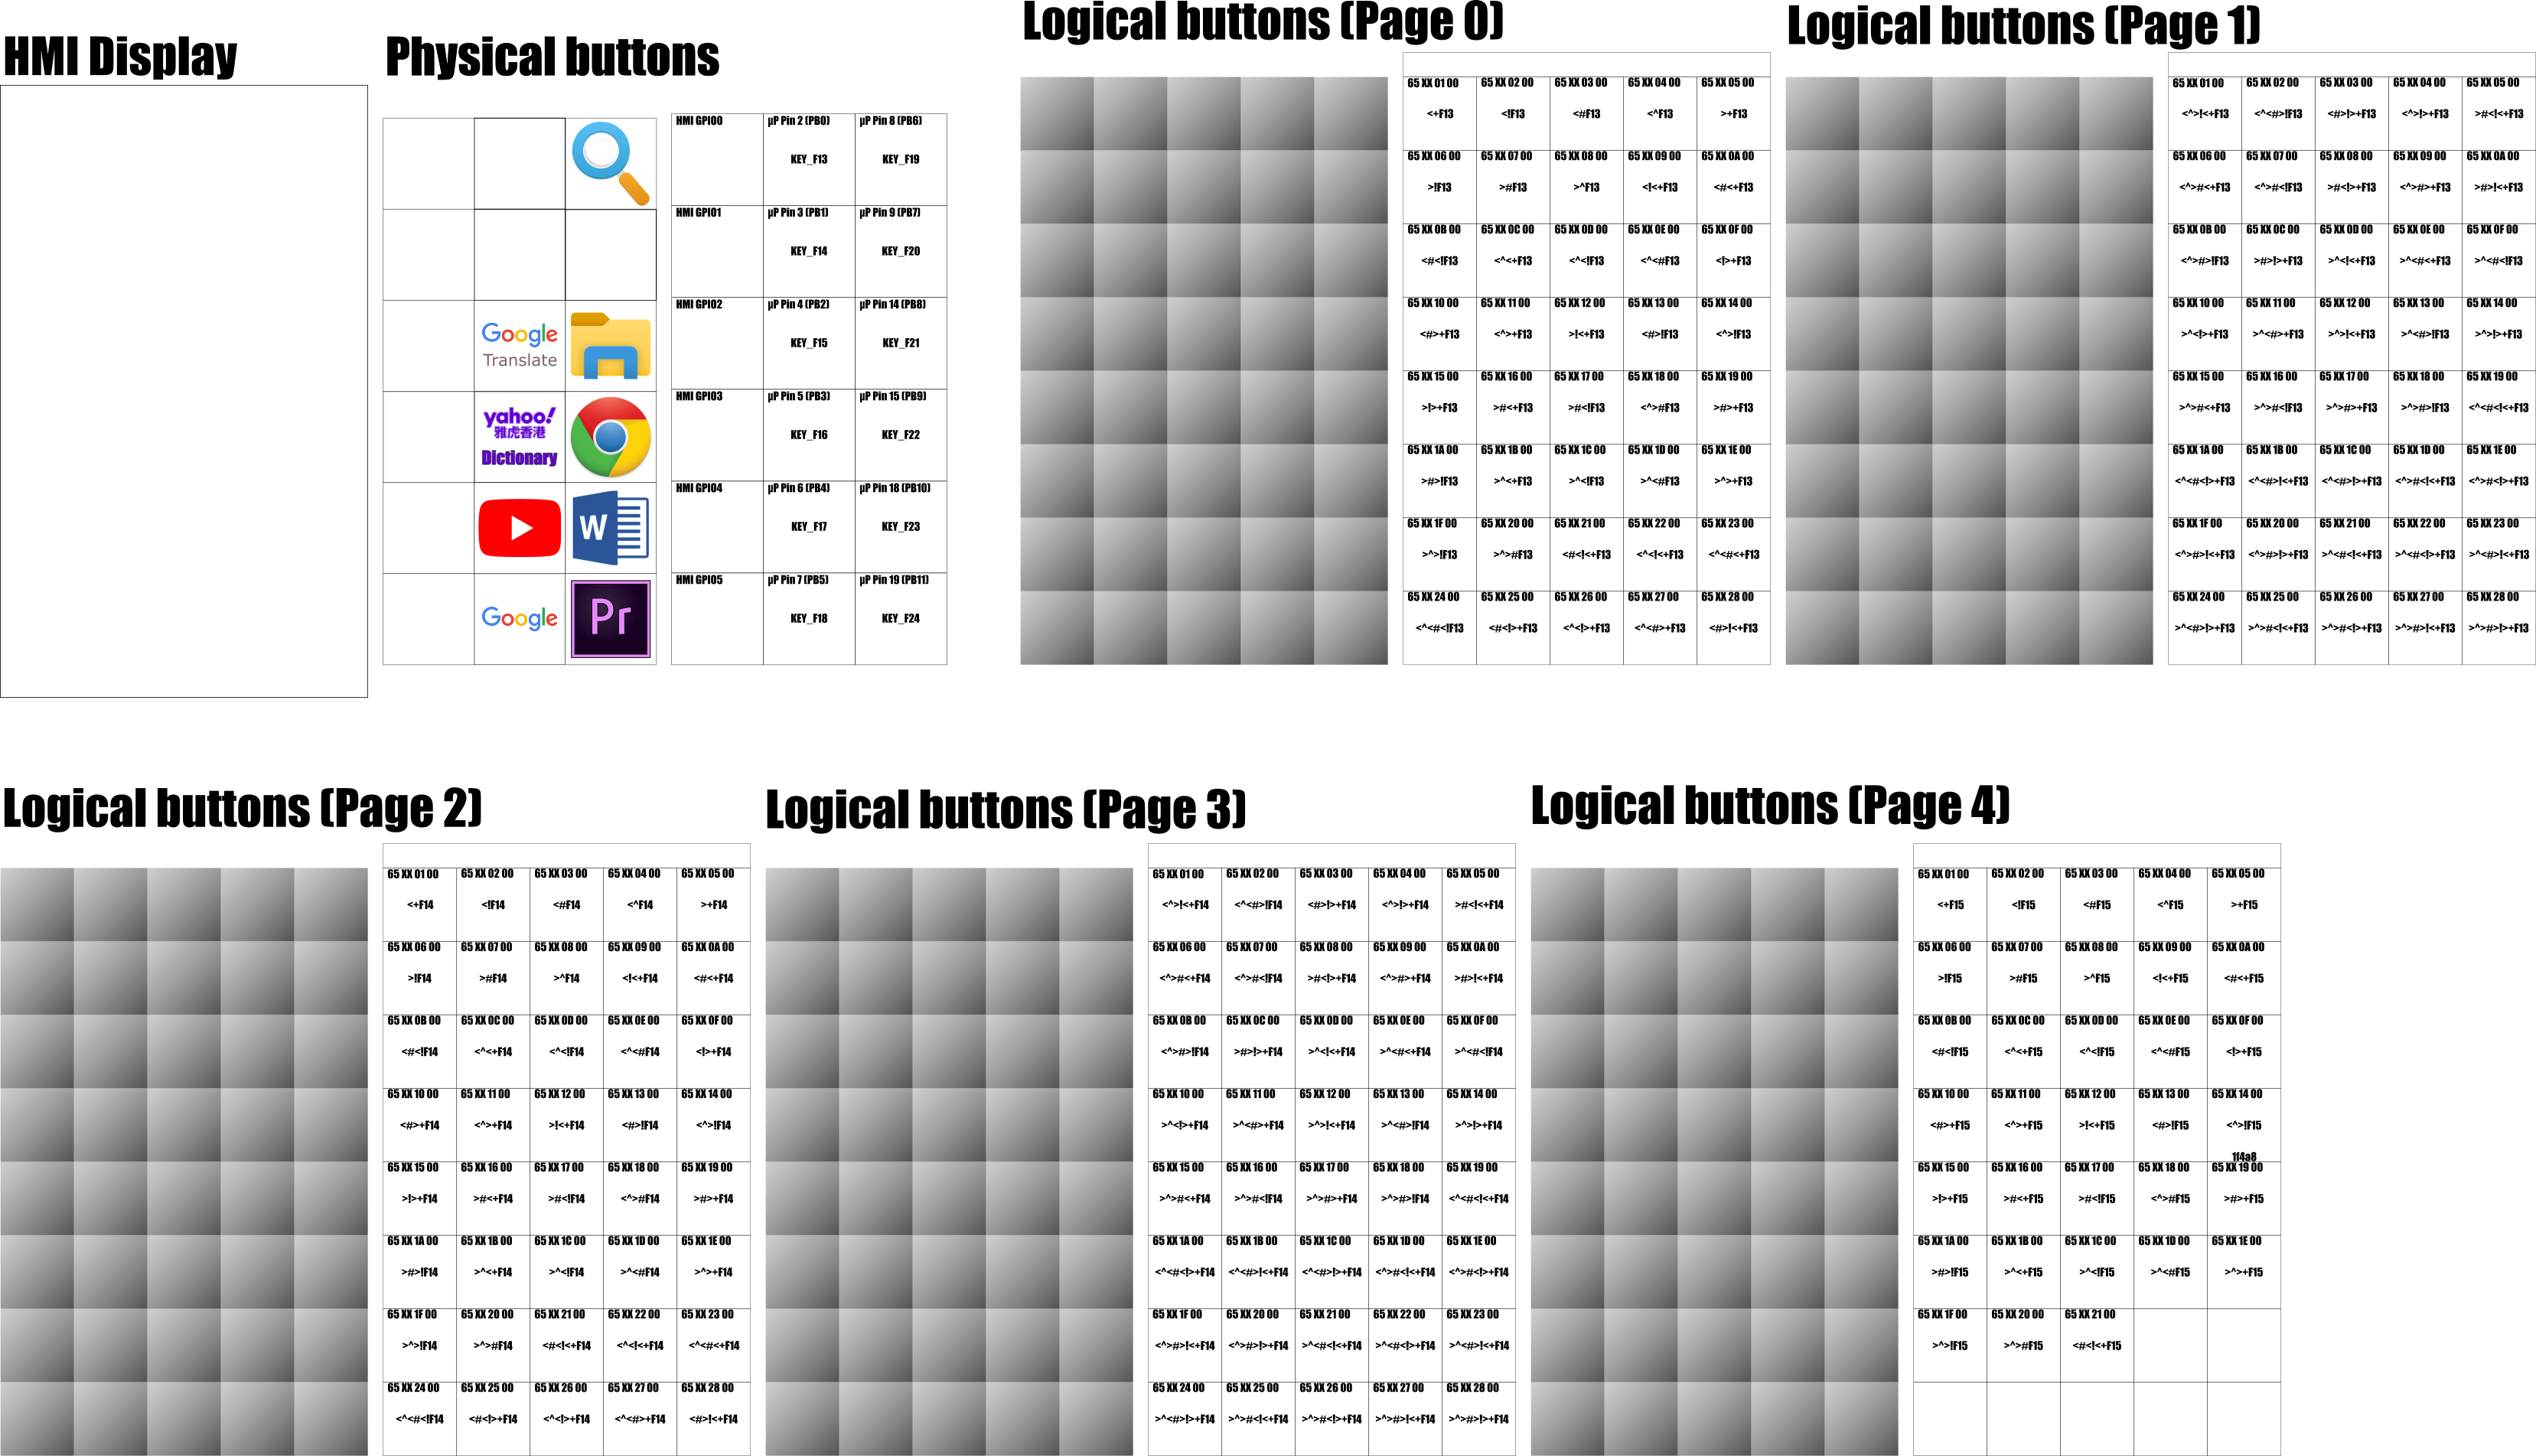 HMI Display
Physical buttons
Google
Translate
yahoo!
雅虎香港
Dictionary
W
Google
Pr
HMI GPIO0 µP Pin 2 (PB0) µP Pin 8 (PB6)
KEY_F13 KEY_F19
HMI GPIO1 µP Pin 3 (PB1) µP Pin 9 (PB7)
KEY_F14 KEY_F20
HMI GPIO2 µP Pin 4 (PB2) µP Pin 14 (PB8)
KEY_F15 KEY_F21
HMI GPIO3 µP Pin 5 (PB3) µP Pin 15 (PB9)
KEY_F16 KEY_F22
HMI GPIO4 µP Pin 6 (PB4) µP Pin 18 (PB10)
KEY_F17 KEY_F23
HMI GPIO5 µP Pin 7 (PB5) µP Pin 19 (PB11)
KEY_F18 KEY_F24
Logical buttons (Page 0)
65 XX 01 00 65 XX 02 00 65 XX 03 00 65 XX 04 00 65 XX 05 00
<+F13 <!F13 <#F13 <^F13 >+F13
65 XX 06 00 65 XX 07 00 65 XX 08 00 65 XX 09 00 65 XX 0A 00
>!F13 >#F13 >^F13 <!<+F13 <#<+F13
65 XX 0B 00 65 XX 0C 00 65 XX 0D 00 65 XX 0E 00 65 XX 0F 00
<#<!F13 <^<+F13 <^<!F13 <^<#F13 <!>+F13
65 XX 10 00 65 XX 11 00 65 XX 12 00 65 XX 13 00 65 XX 14 00
<#>+F13 <^>+F13 >!<+F13 <#>!F13 <^>!F13
65 XX 15 00 65 XX 16 00 65 XX 17 00 65 XX 18 00 65 XX 19 00
>!>+F13 >#<+F13 >#<!F13 <^>#F13 >#>+F13
65 XX 1A 00 65 XX 1B 00 65 XX 1C 00 65 XX 1D 00 65 XX 1E 00
>#>!F13 >^<+F13 >^<!F13 >^<#F13 >^>+F13
65 XX 1F 00 65 XX 20 00 65 XX 21 00 65 XX 22 00 65 XX 23 00
>^>!F13 >^>#F13 <#<!<+F13 <^<!<+F13 <^<#<+F13
65 XX 24 00 65 XX 25 00 65 XX 26 00 65 XX 27 00 65 XX 28 00
<^<#<!F13 <#<!>+F13 <^<!>+F13 <^<#>+F13 <#>!<+F13
Logical buttons (Page 1)
65 XX 01 00 65 XX 02 00 65 XX 03 00 65 XX 04 00 65 XX 05 00
<^>!<+F13 <^<#>!F13 <#>!>+F13 <^>!>+F13 >#<!<+F13
65 XX 06 00 65 XX 07 00 65 XX 08 00 65 XX 09 00 65 XX 0A 00
<^>#<+F13 <^>#<!F13 >#<!>+F13 <^>#>+F13 >#>!<+F13
65 XX 0B 00 65 XX 0C 00 65 XX 0D 00 65 XX 0E 00 65 XX 0F 00
<^>#>!F13 >#>!>+F13 >^<!<+F13 >^<#<+F13 >^<#<!F13
65 XX 10 00 65 XX 11 00 65 XX 12 00 65 XX 13 00 65 XX 14 00
>^<!>+F13 >^<#>+F13 >^>!<+F13 >^<#>!F13 >^>!>+F13
65 XX 15 00 65 XX 16 00 65 XX 17 00 65 XX 18 00 65 XX 19 00
>^>#<+F13 >^>#<!F13 >^>#>+F13 >^>#>!F13 <^<#<!<+F13
65 XX 1A 00 65 XX 1B 00 65 XX 1C 00 65 XX 1D 00 65 XX 1E 00
<^<#<!>+F13 <^<#>!<+F13 <^<#>!>+F13 <^>#<!<+F13 <^>#<!>+F13
65 XX 1F 00 65 XX 20 00 65 XX 21 00 65 XX 22 00 65 XX 23 00
<^>#>!<+F13 <^>#>!>+F13 >^<#<!<+F13 >^<#<!>+F13 >^<#>!<+F13
65 XX 24 00 65 XX 25 00 65 XX 26 00 65 XX 27 00 65 XX 28 00
>^<#>!>+F13 >^>#<!<+F13 >^>#<!>+F13 >^>#>!<+F13 >^>#>!>+F13
Logical buttons (Page 2)
65 XX 01 00 65 XX 02 00 65 XX 03 00 65 XX 04 00 65 XX 05 00
<+F14 <!F14 <#F14 <^F14 >+F14
65 XX 06 00 65 XX 07 00 65 XX 08 00 65 XX 09 00 65 XX 0A 00
>!F14 >#F14 >^F14 <!<+F14 <#<+F14
65 XX 0B 00 65 XX 0C 00 65 XX 0D 00 65 XX 0E 00 65 XX 0F 00
<#<!F14 <^<+F14 <^<!F14 <^<#F14 <!>+F14
65 XX 10 00 65 XX 11 00 65 XX 12 00 65 XX 13 00 65 XX 14 00
<#>+F14 <^>+F14 >!<+F14 <#>!F14 <^>!F14
65 XX 15 00 65 XX 16 00 65 XX 17 00 65 XX 18 00 65 XX 19 00
>!>+F14 >#<+F14 >#<!F14 <^>#F14 >#>+F14
65 XX 1A 00 65 XX 1B 00 65 XX 1C 00 65 XX 1D 00 65 XX 1E 00
>#>!F14 >^<+F14 >^<!F14 >^<#F14 >^>+F14
65 XX 1F 00 65 XX 20 00 65 XX 21 00 65 XX 22 00 65 XX 23 00
>^>!F14 >^>#F14 <#<!<+F14 <^<!<+F14 <^<#<+F14
65 XX 24 00 65 XX 25 00 65 XX 26 00 65 XX 27 00 65 XX 28 00
<^<#<!F14 <#<!>+F14 <^<!>+F14 <^<#>+F14 <#>!<+F14
Logical buttons (Page 3)
65 XX 01 00 65 XX 02 00 65 XX 03 00 65 XX 04 00 65 XX 05 00
<^>!<+F14 <^<#>!F14 <#>!>+F14 <^>!>+F14 >#<!<+F14
65 XX 06 00 65 XX 07 00 65 XX 08 00 65 XX 09 00 65 XX 0A 00
<^>#<+F14 <^>#<!F14 >#<!>+F14 <^>#>+F14 >#>!<+F14
65 XX 0B 00 65 XX 0C 00 65 XX 0D 00 65 XX 0E 00 65 XX 0F 00
<^>#>!F14 >#>!>+F14 >^<!<+F14 >^<#<+F14 >^<#<!F14
65 XX 10 00 65 XX 11 00 65 XX 12 00 65 XX 13 00 65 XX 14 00
>^<!>+F14 >^<#>+F14 >^>!<+F14 >^<#>!F14 >^>!>+F14
65 XX 15 00 65 XX 16 00 65 XX 17 00 65 XX 18 00 65 XX 19 00
>^>#<+F14 >^>#<!F14 >^>#>+F14 >^>#>!F14 <^<#<!<+F14
65 XX 1A 00 65 XX 1B 00 65 XX 1C 00 65 XX 1D 00 65 XX 1E 00
<^<#<!>+F14 <^<#>!<+F14 <^<#>!>+F14 <^>#<!<+F14 <^>#<!>+F14
65 XX 1F 00 65 XX 20 00 65 XX 21 00 65 XX 22 00 65 XX 23 00
<^>#>!<+F14 <^>#>!>+F14 >^<#<!<+F14 >^<#<!>+F14 >^<#>!<+F14
65 XX 24 00 65 XX 25 00 65 XX 26 00 65 XX 27 00 65 XX 28 00
>^<#>!>+F14 >^>#<!<+F14 >^>#<!>+F14 >^>#>!<+F14 >^>#>!>+F14
Logical buttons (Page 4)
65 XX 01 00 65 XX 02 00 65 XX 03 00 65 XX 04 00 65 XX 05 00
<+F15 <!F15 <#F15 <^F15 >+F15
65 XX 06 00 65 XX 07 00 65 XX 08 00 65 XX 09 00 65 XX 0A 00
>!F15 >#F15 >^F15 <!<+F15 <#<+F15
65 XX 0B 00 65 XX 0C 00 65 XX 0D 00 65 XX 0E 00 65 XX 0F 00
<#<!F15 <^<+F15 <^<!F15 <^<#F15 <!>+F15
65 XX 10 00 65 XX 11 00 65 XX 12 00 65 XX 13 00 65 XX 14 00
<#>+F15 <^>+F15 >!<+F15 <#>!F15 <^>!F15
1f4a8
65 XX 15 00 65 XX 16 00 65 XX 17 00 65 XX 18 00 65 XX 19 00
>!>+F15 >#<+F15 >#<!F15 <^>#F15 >#>+F15
65 XX 1A 00 65 XX 1B 00 65 XX 1C 00 65 XX 1D 00 65 XX 1E 00
>#>!F15 >^<+F15 >^<!F15 >^<#F15 >^>+F15
65 XX 1F 00 65 XX 20 00 65 XX 21 00
>^>!F15 >^>#F15 <#<!<+F15